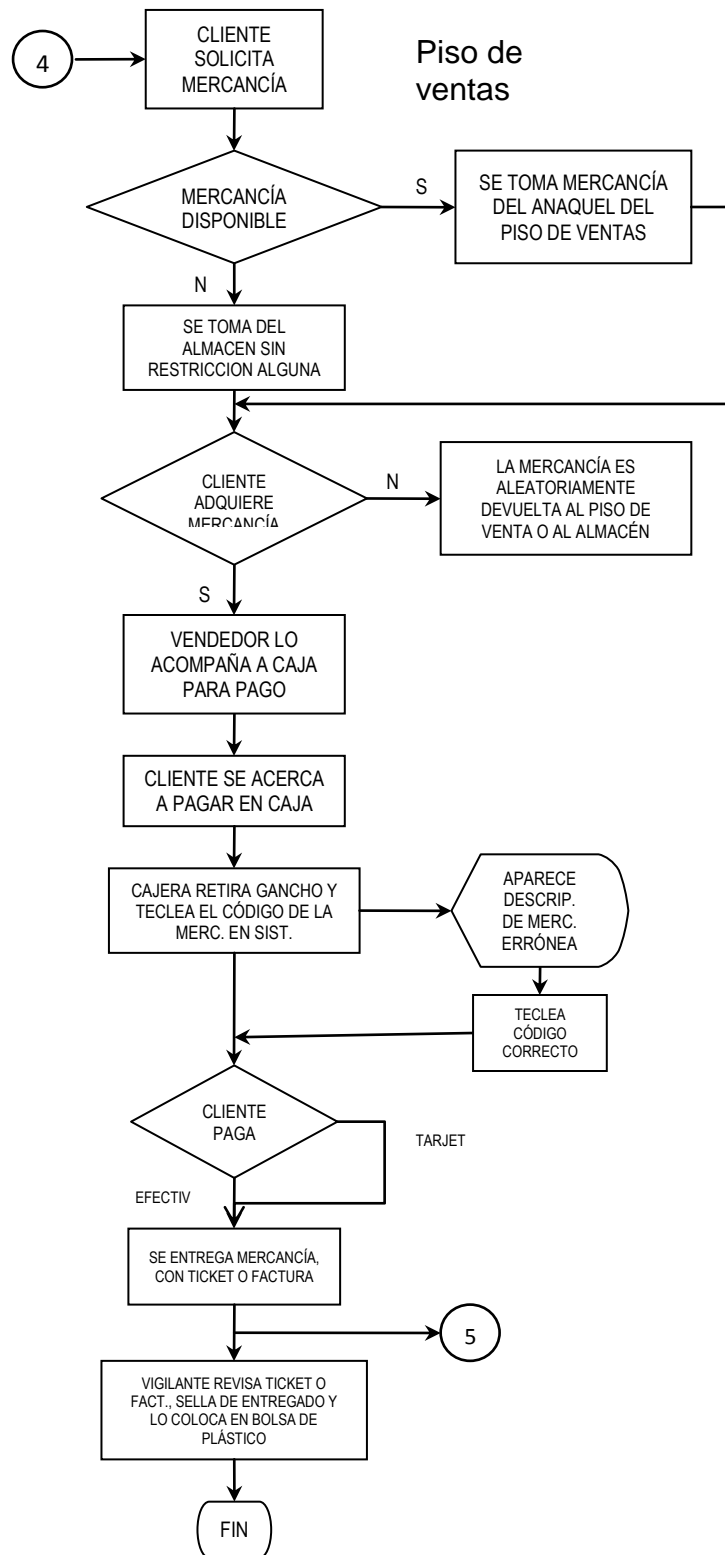 4
CLIENTE
SOLICITA
MERCANCÍA
Piso de
ventas
MERCANCÍA
DISPONIBLE
S
SE TOMA MERCANCÍA
DEL ANAQUEL DEL
PISO DE VENTAS
N
SE TOMA DEL
ALMACEN SIN
RESTRICCION ALGUNA
CLIENTE
ADQUIERE
MERCANCÍA
N
LA MERCANCÍA ES
ALEATORIAMENTE
DEVUELTA AL PISO DE
VENTA O AL ALMACÉN
S
VENDEDOR LO
ACOMPAÑA A CAJA
PARA PAGO
CLIENTE SE ACERCA
A PAGAR EN CAJA
CAJERA RETIRA GANCHO Y
TECLEA EL CÓDIGO DE LA
MERC. EN SIST.
APARECE
DESCRIP.
DE MERC.
ERRÓNEA
TECLEA
CÓDIGO
CORRECTO
CLIENTE
PAGA
TARJET
EFECTIV
SE ENTREGA MERCANCÍA,
CON TICKET O FACTURA
5
VIGILANTE REVISA TICKET O
FACT., SELLA DE ENTREGADO Y
LO COLOCA EN BOLSA DE
PLÁSTICO
FIN